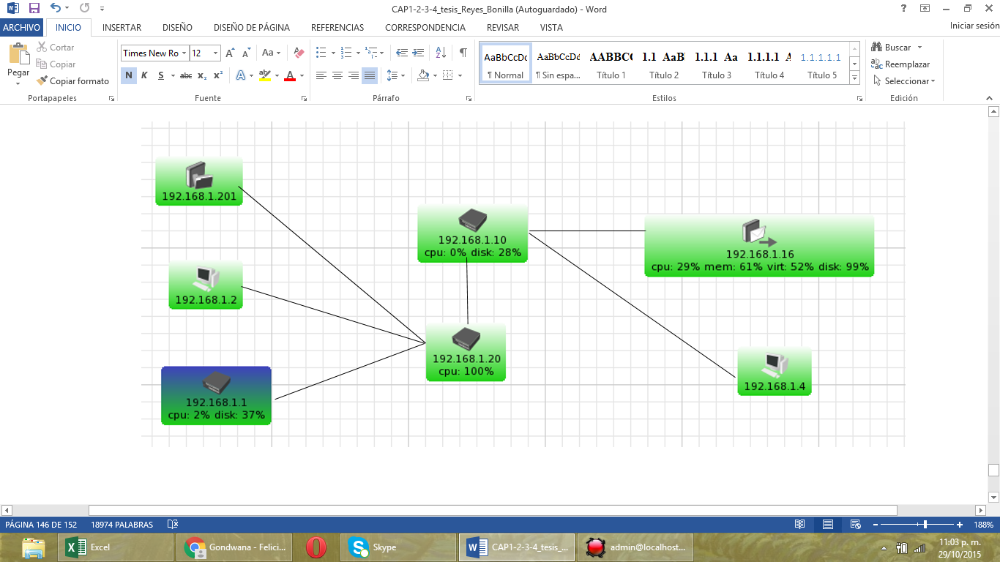 CAP1-2-3-4_tesis_Reyes_Bonilla (Autoguardado) - Word
ARCHIVO INICIO INSERTAR DISEÑO DISEÑO DE PÁGINA REFERENCIAS CORRESPONDENCIA REVISAR VISTA Iniciar sesión
Pegar
Cortar
Copiar
Copiar formato
Portapapeles
Times New Ro 12
N K S abc x₂ x²
Fuente
Párrafo
AaBbCcDc AaBbCcDd AABBC 1.1 AaB 1.1.1 Aa 1.1.1.1 A 1.1.1.1.1
¶ Normal ¶ Sin espa... Título 1 Título 2 Título 3 Título 4 Título 5
Estilos
Buscar
Reemplazar
Seleccionar
Edición
192.168.1.201
192.168.1.10
cpu: 0% disk: 28%
192.168.1.16
cpu: 29% mem: 61% virt: 52% disk: 99%
192.168.1.2
192.168.1.20
cpu: 100%
192.168.1.4
192.168.1.1
cpu: 2% disk: 37%
PÁGINA 146 DE 152 18974 PALABRAS 188%
Excel Gondwana - Felici... Skype CAP1-2-3-4_tesis_... admin@localhost...
11:03 p. m.
29/10/2015